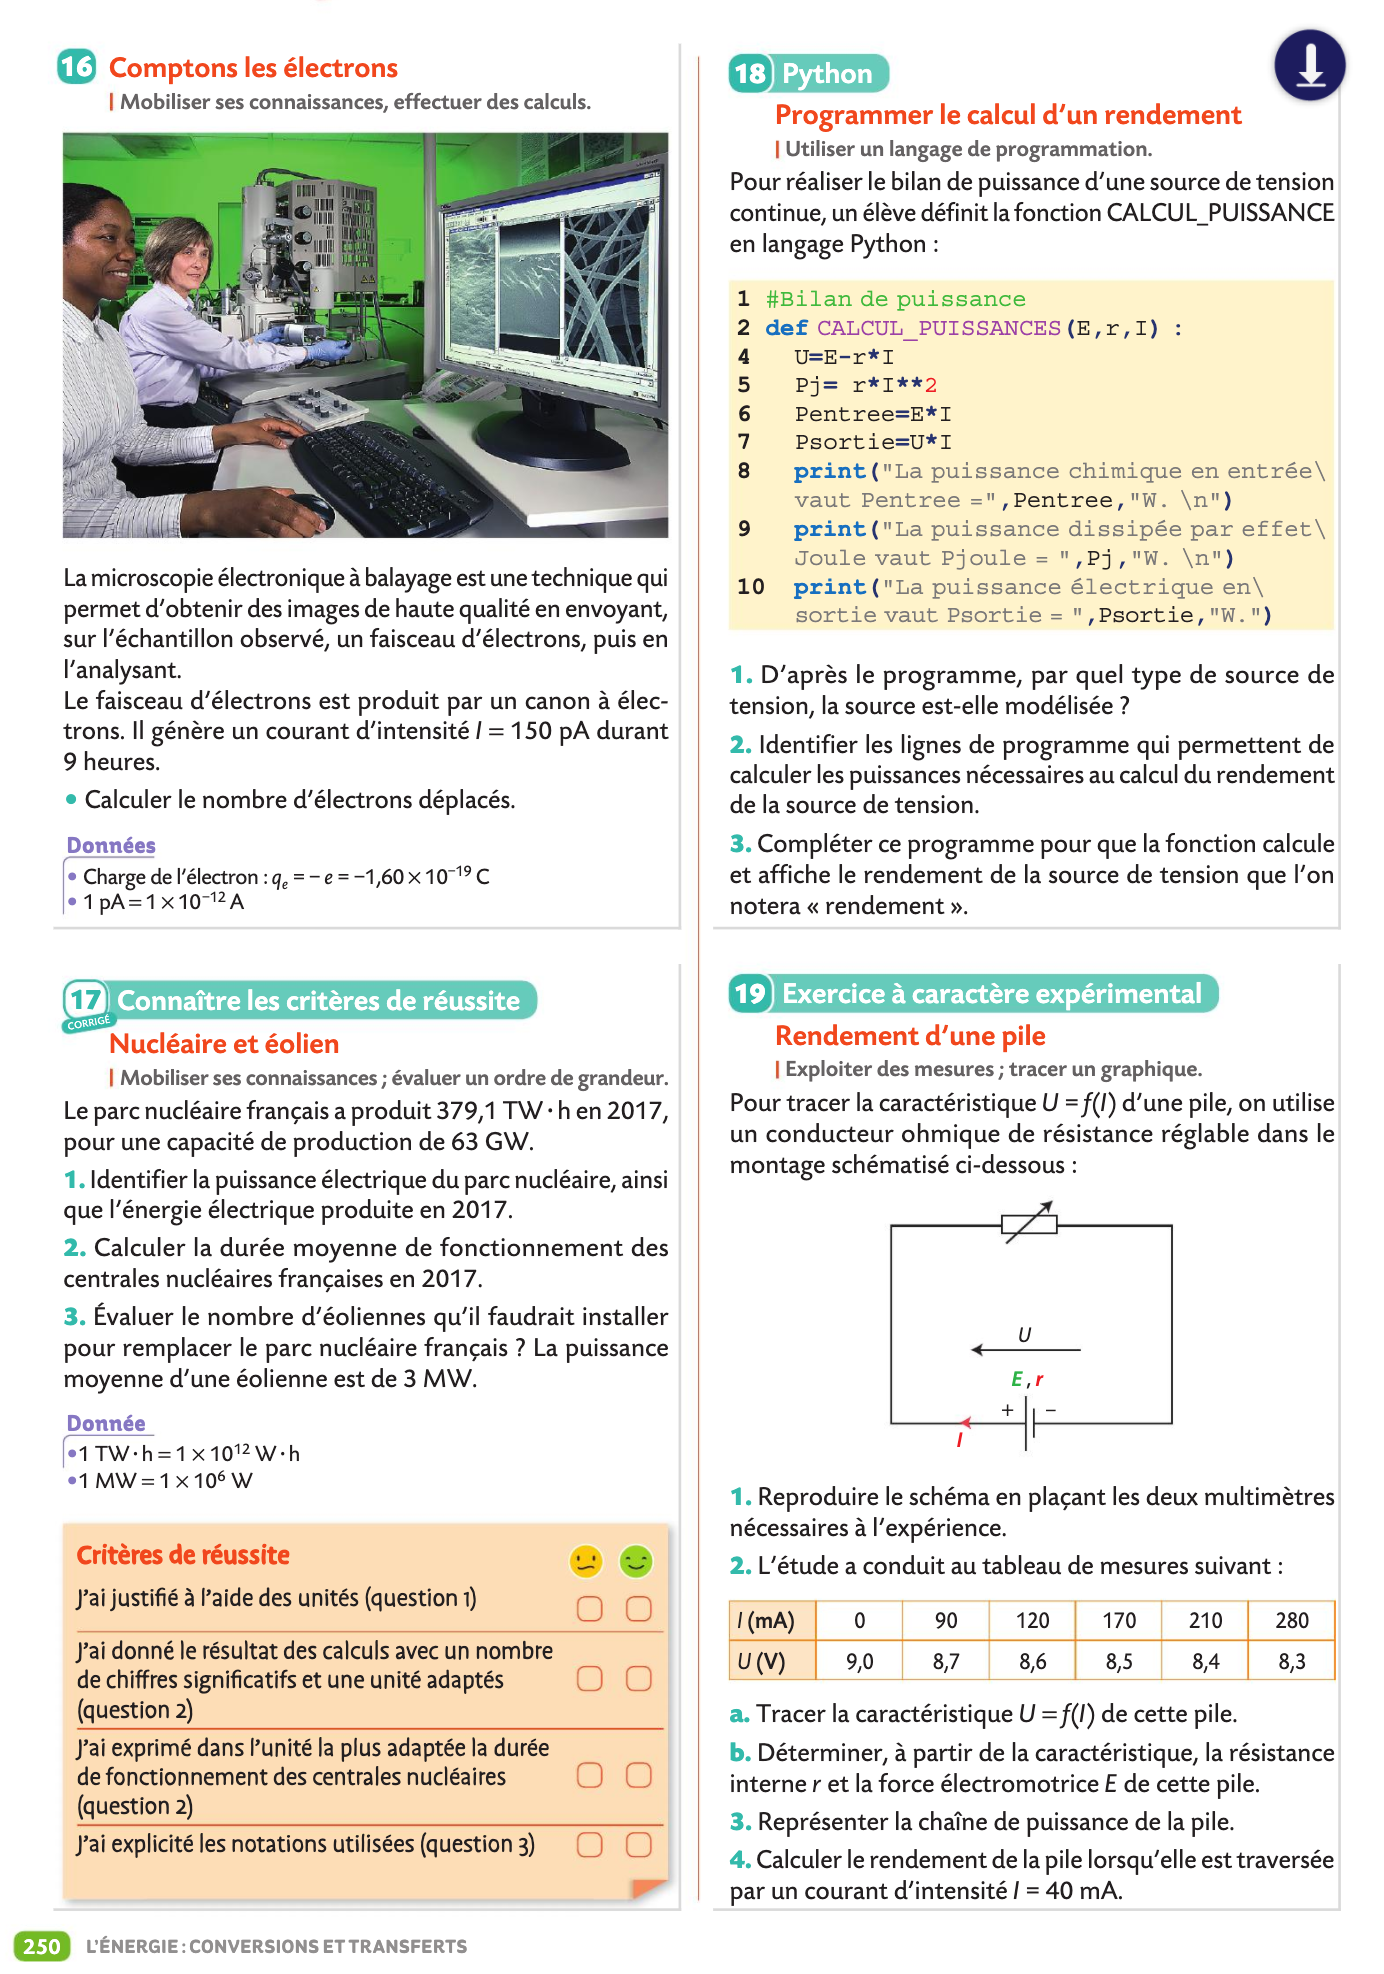 16 Comptons les électrons
| Mobiliser ses connaissances, effectuer des calculs.
La microscopie électronique à balayage est une technique qui
permet d'obtenir des images de haute qualité en envoyant,
sur l'échantillon observé, un faisceau d'électrons, puis en
l'analysant.
Le faisceau d'électrons est produit par un canon à élec-
trons. Il génère un courant d'intensité I = 150 pA durant
9 heures.
• Calculer le nombre d'électrons déplacés.
Données
• Charge de l'électron : qₑ = – e = –1,60 × 10⁻¹⁹ C
• 1 pA = 1 × 10⁻¹² A
17 Connaître les critères de réussite
CORRIGÉ
Nucléaire et éolien
| Mobiliser ses connaissances ; évaluer un ordre de grandeur.
Le parc nucléaire français a produit 379,1 TW · h en 2017,
pour une capacité de production de 63 GW.
1. Identifier la puissance électrique du parc nucléaire, ainsi
que l'énergie électrique produite en 2017.
2. Calculer la durée moyenne de fonctionnement des
centrales nucléaires françaises en 2017.
3. Évaluer le nombre d'éoliennes qu'il faudrait installer
pour remplacer le parc nucléaire français ? La puissance
moyenne d'une éolienne est de 3 MW.
Donnée
• 1 TW · h = 1 × 10¹² W · h
• 1 MW = 1 × 10⁶ W
Critères de réussite
J'ai justifié à l'aide des unités (question 1)
J'ai donné le résultat des calculs avec un nombre
de chiffres significatifs et une unité adaptés
(question 2)
J'ai exprimé dans l'unité la plus adaptée la durée
de fonctionnement des centrales nucléaires
(question 2)
J'ai explicité les notations utilisées (question 3)
18 Python
Programmer le calcul d'un rendement
| Utiliser un langage de programmation.
Pour réaliser le bilan de puissance d'une source de tension
continue, un élève définit la fonction CALCUL_PUISSANCE
en langage Python :
1 #Bilan de puissance
2 def CALCUL_PUISSANCES(E,r,I) :
4 U=E-r*I
5 Pj= r*I**2
6 Pentree=E*I
7 Psortie=U*I
8 print("La puissance chimique en entrée\
vaut Pentree =",Pentree,"W. \n")
9 print("La puissance dissipée par effet\
Joule vaut Pjoule = ",Pj,"W. \n")
10 print("La puissance électrique en\
sortie vaut Psortie = ",Psortie,"W.")
1. D'après le programme, par quel type de source de
tension, la source est-elle modélisée ?
2. Identifier les lignes de programme qui permettent de
calculer les puissances nécessaires au calcul du rendement
de la source de tension.
3. Compléter ce programme pour que la fonction calcule
et affiche le rendement de la source de tension que l'on
notera « rendement ».
19 Exercice à caractère expérimental
Rendement d'une pile
| Exploiter des mesures ; tracer un graphique.
Pour tracer la caractéristique U = f(I) d'une pile, on utilise
un conducteur ohmique de résistance réglable dans le
montage schématisé ci-dessous :
U
E , r
+ –
I
1. Reproduire le schéma en plaçant les deux multimètres
nécessaires à l'expérience.
2. L'étude a conduit au tableau de mesures suivant :
I (mA) 0 90 120 170 210 280
U (V) 9,0 8,7 8,6 8,5 8,4 8,3
a. Tracer la caractéristique U = f(I) de cette pile.
b. Déterminer, à partir de la caractéristique, la résistance
interne r et la force électromotrice E de cette pile.
3. Représenter la chaîne de puissance de la pile.
4. Calculer le rendement de la pile lorsqu'elle est traversée
par un courant d'intensité I = 40 mA.
250 L'ÉNERGIE : CONVERSIONS ET TRANSFERTS